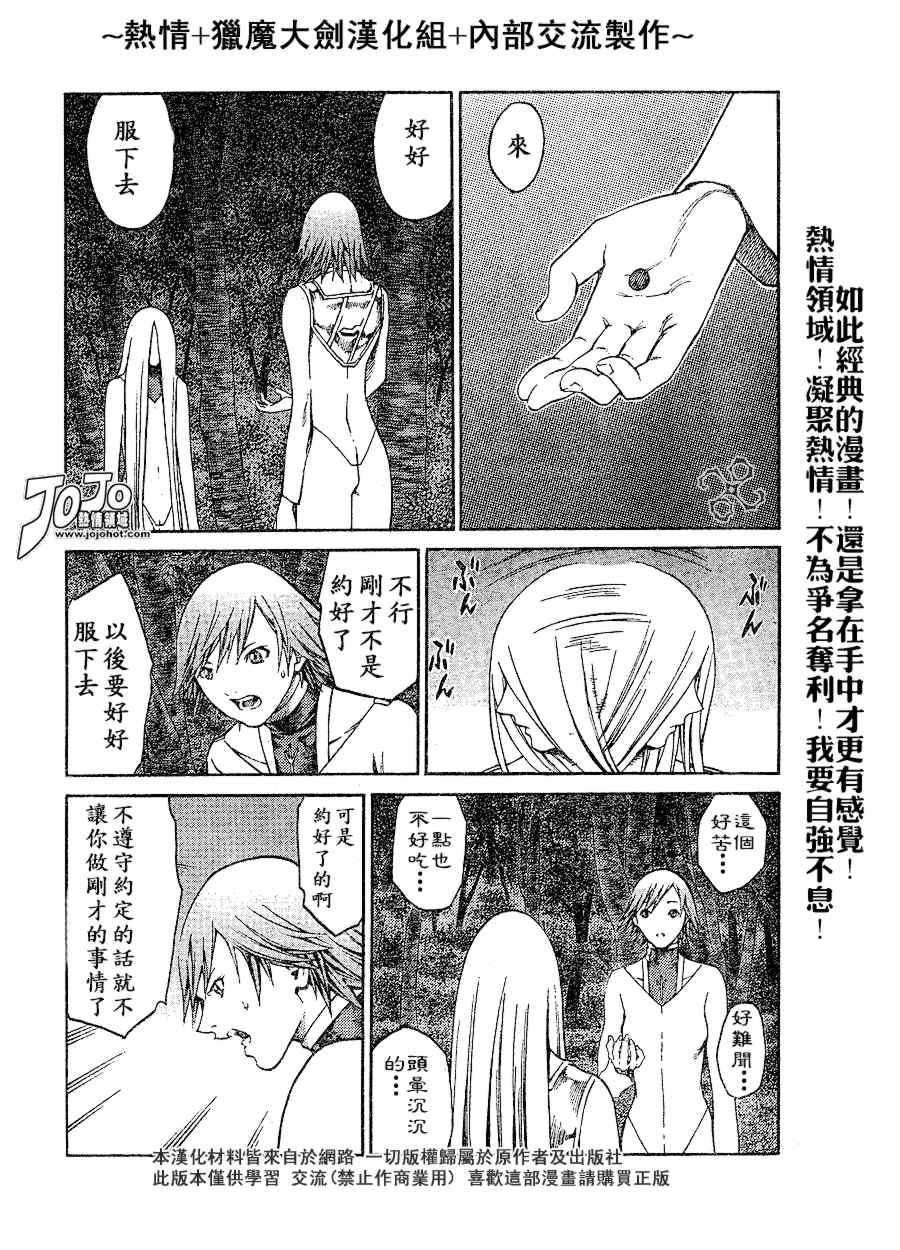 ~熱情+獵魔大劍漢化組+內部交流製作~
來
好好
服下去
JOJO
熱情領域
www.jojohot.com
ぶん
ぶん
ぶん
不行
剛才不是
約好了
以後要好好
服下去
這個
好苦…
一點也
不好吃…
好難聞…
頭暈沉沉
的…
可是
約好了的啊
不遵守約定的話就不
讓你做剛才的事情了
如此經典的漫畫！還是拿在手中才更有感覺！
熱情領域！凝聚熱情！不為爭名奪利！我要自強不息！
本漢化材料皆來自於網路 一切版權歸屬於原作者及出版社
此版本僅供學習 交流(禁止作商業用) 喜歡這部漫畫請購買正版